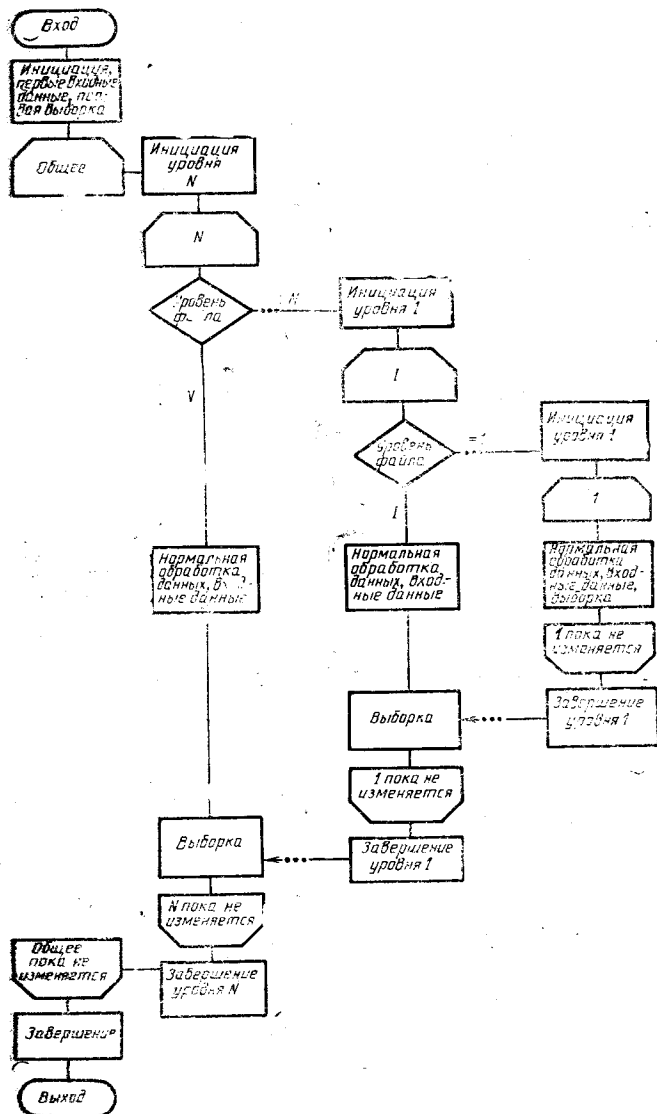 Вход
Инициация,
первые входные
данные, пер-
вая выборка
Общее
Инициация
уровня
N
N
Уровень
файла
N
Инициация
уровня 1
I
V
Уровень
файла
=1
Инициация
уровня 1
1
I
Нормальная
обработка
данных, вход-
ные данные
Нормальная
обработка
данных, вход-
ные данные
Нормальная
обработка
данных, вход-
ные данные,
выборка
1 пока не
изменяется
Завершение
уровня 1
Выборка
1 пока не
изменяется
Завершение
уровня 1
Выборка
N пока не
изменяется
Общее
пока не
изменяется
Завершение
уровня N
Завершение
Выход